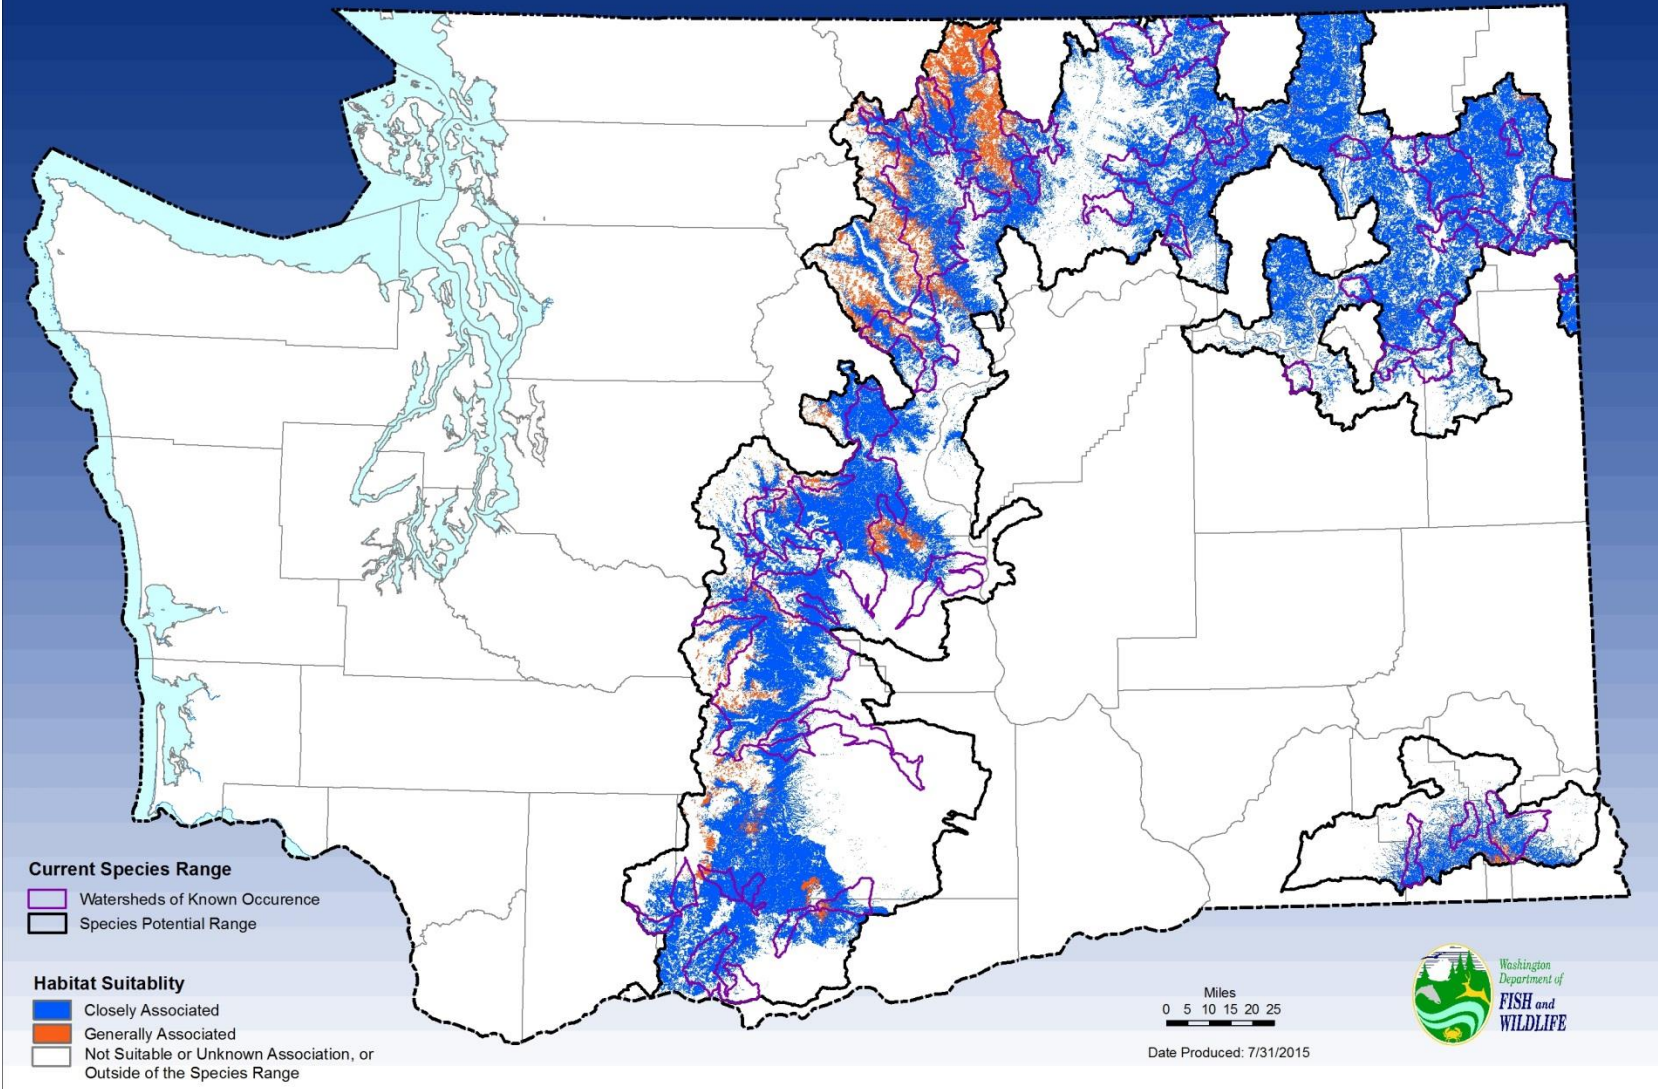 Current Species Range
Watersheds of Known Occurence
Species Potential Range
Habitat Suitablity
Closely Associated
Generally Associated
Not Suitable or Unknown Association, or
Outside of the Species Range
Miles
0 5 10 15 20 25
Date Produced: 7/31/2015
Washington
Department of
FISH and
WILDLIFE